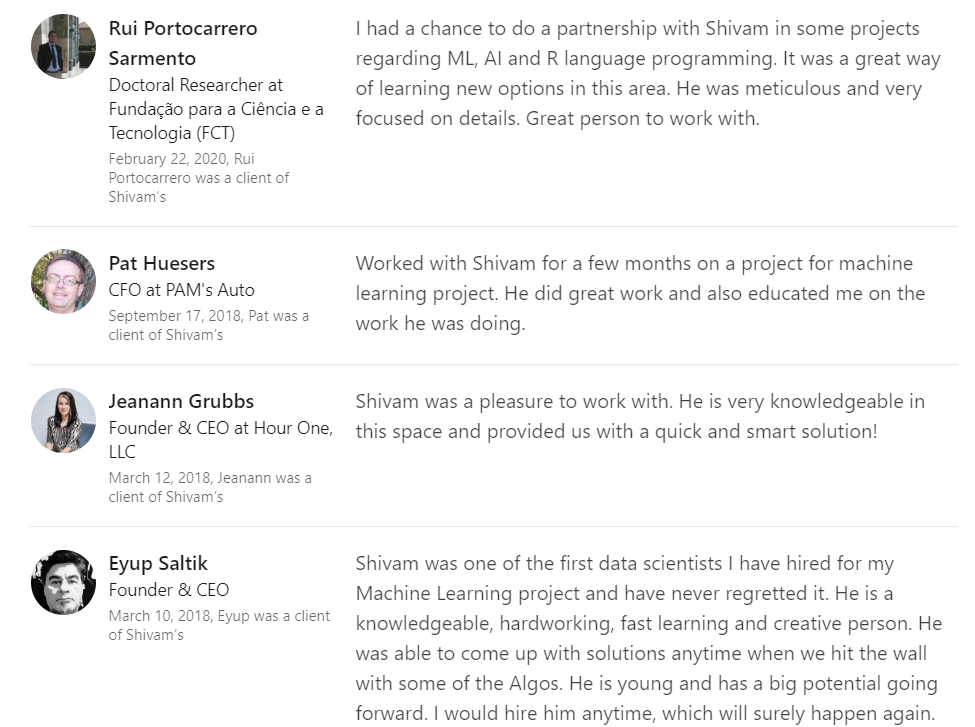 Rui Portocarrero
Sarmento
Doctoral Researcher at
Fundação para a Ciência e a
Tecnologia (FCT)
February 22, 2020, Rui
Portocarrero was a client of
Shivam's
I had a chance to do a partnership with Shivam in some projects
regarding ML, AI and R language programming. It was a great way
of learning new options in this area. He was meticulous and very
focused on details. Great person to work with.
Pat Huesers
CFO at PAM's Auto
September 17, 2018, Pat was a
client of Shivam's
Worked with Shivam for a few months on a project for machine
learning project. He did great work and also educated me on the
work he was doing.
Jeanann Grubbs
Founder & CEO at Hour One,
LLC
March 12, 2018, Jeanann was a
client of Shivam's
Shivam was a pleasure to work with. He is very knowledgeable in
this space and provided us with a quick and smart solution!
Eyup Saltik
Founder & CEO
March 10, 2018, Eyup was a client
of Shivam's
Shivam was one of the first data scientists I have hired for my
Machine Learning project and have never regretted it. He is a
knowledgeable, hardworking, fast learning and creative person. He
was able to come up with solutions anytime when we hit the wall
with some of the Algos. He is young and has a big potential going
forward. I would hire him anytime, which will surely happen again.